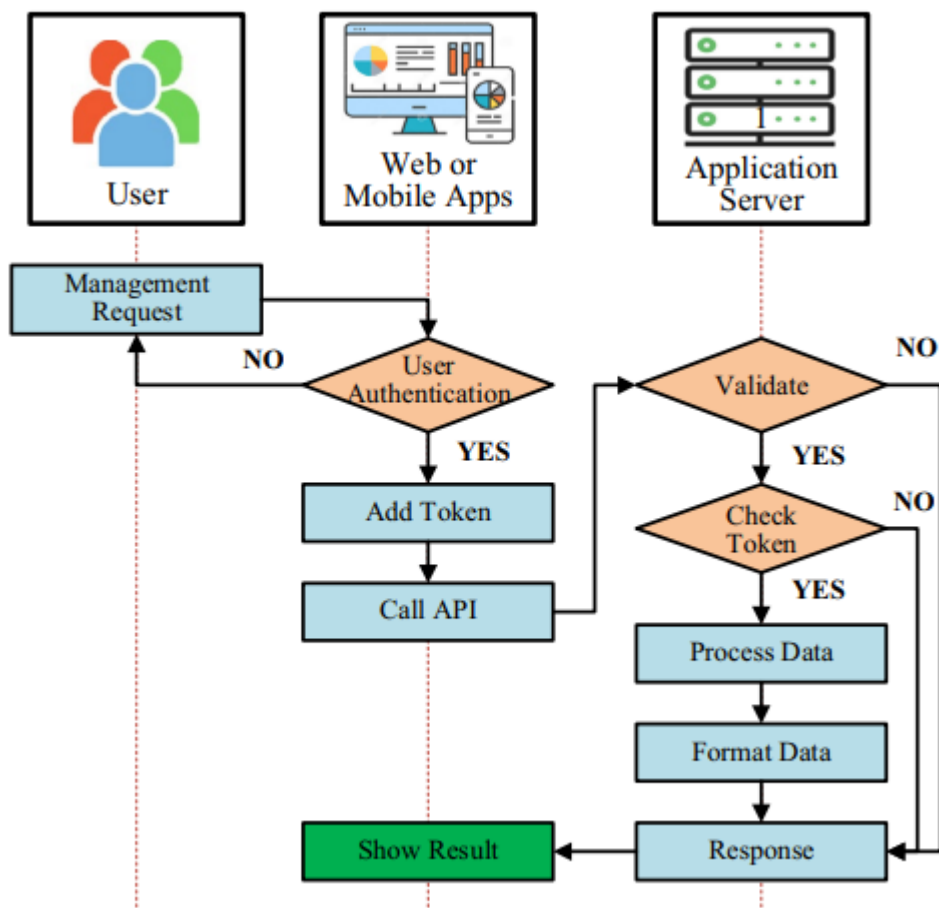 User
Web or
Mobile Apps
1
Application
Server
Management
Request
NO
User
Authentication
YES
Add Token
Call API
Validate
NO
YES
Check
Token
NO
YES
Process Data
Format Data
Show Result
Response